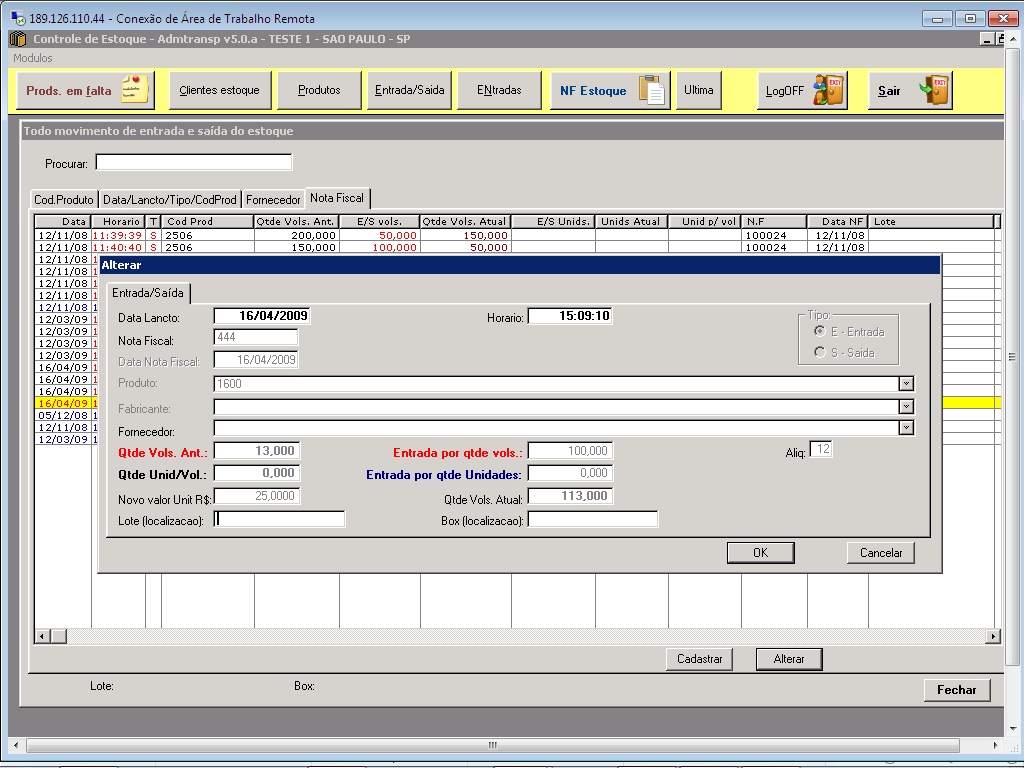 189.126.110.44 - Conexão de Área de Trabalho Remota
Controle de Estoque - Admtransp v5.0.a - TESTE 1 - SAO PAULO - SP
Modulos
Prods. em falta Clientes estoque Produtos Entrada/Saida ENtradas NF Estoque Ultima LogOFF EXIT Sair EXIT
Todo movimento de entrada e saída do estoque
Procurar:
Cod.Produto Data/Lancto/Tipo/CodProd Fornecedor Nota Fiscal
Data Horario T Cod Prod Qtde Vols. Ant. E/S vols. Qtde Vols. Atual E/S Unids. Unids Atual Unid p/ vol N.F Data NF Lote
12/11/08 11:39:39 S 2506 200,000 50,000 150,000 100024 12/11/08
12/11/08 11:40:40 S 2506 150,000 100,000 50,000 100024 12/11/08
12/11/08 1
12/11/08 1
12/11/08 1
12/11/08 1
12/11/08 1
12/03/09 1
12/03/09 1
12/03/09 1
12/03/09 1
16/04/09 1
16/04/09 1
16/04/09 1
16/04/09 1
05/12/08 1
12/11/08 1
12/03/09 1
Alterar
Entrada/Saída
Data Lancto: 16/04/2009 Horario: 15:09:10
Tipo:
Nota Fiscal: 444 E - Entrada
Data Nota Fiscal: 16/04/2009 S - Saida
Produto: 1600
Fabricante:
Fornecedor:
Qtde Vols. Ant.: 13,000 Entrada por qtde vols.: 100,000 Aliq: 12
Qtde Unid/Vol.: 0,000 Entrada por qtde Unidades: 0,000
Novo valor Unit R$: 25,0000 Qtde Vols. Atual: 113,000
Lote (localizacao): Box (localizacao):
OK Cancelar
Cadastrar Alterar
Lote: Box:
Fechar